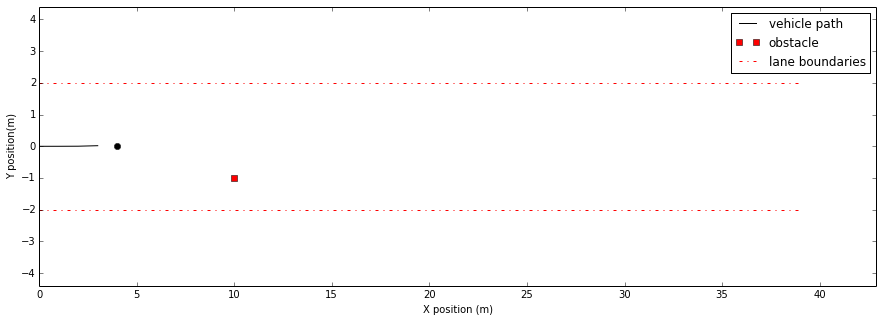 4
3
2
1
0
−1
−2
−3
−4
Y position(m)
vehicle path
obstacle
lane boundaries
0 5 10 15 20 25 30 35 40
X position (m)